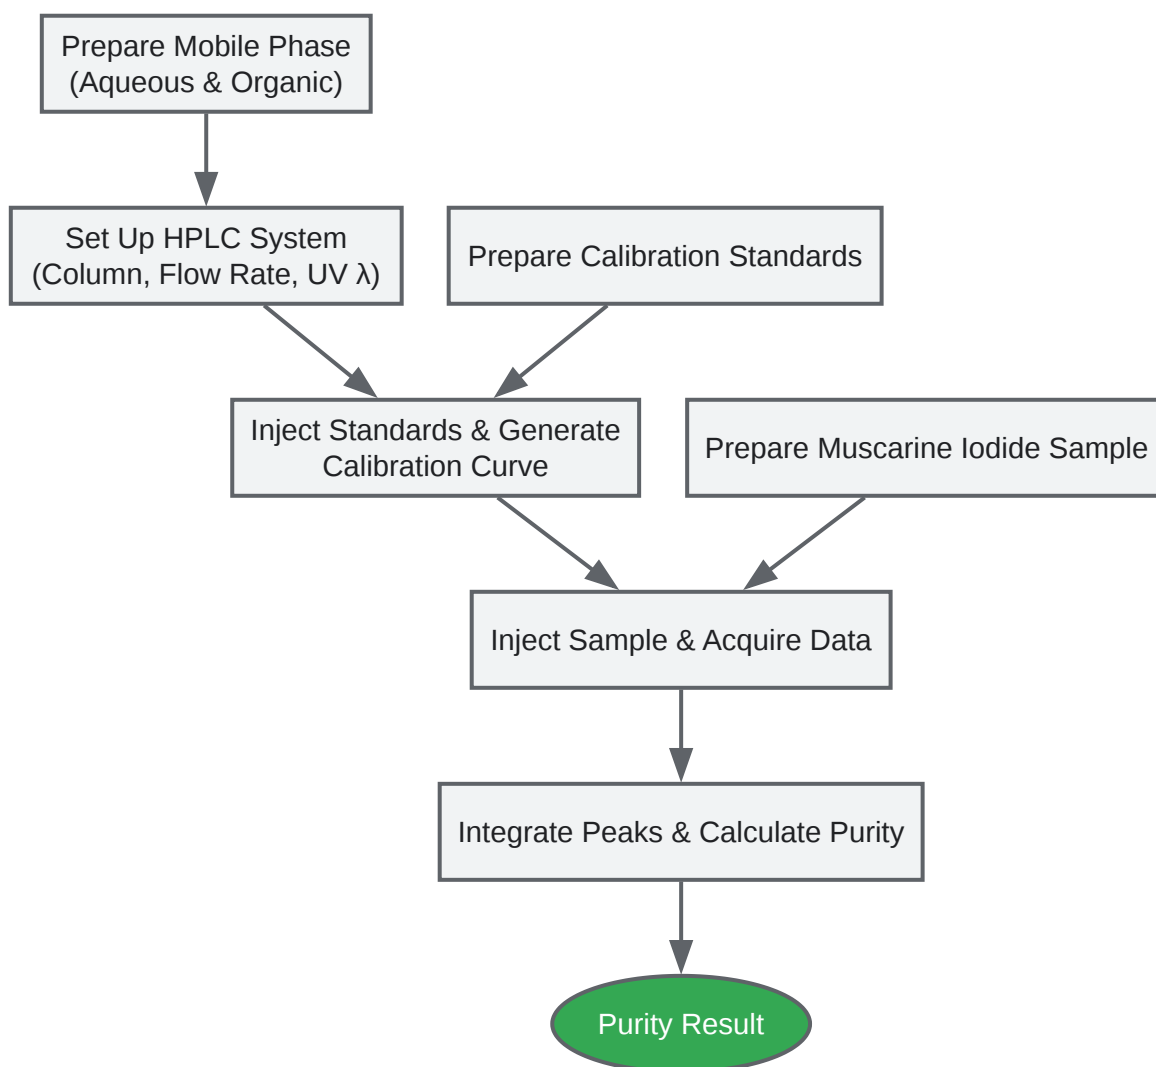 Prepare Mobile Phase
(Aqueous & Organic)
Set Up HPLC System
(Column, Flow Rate, UV λ)
Prepare Calibration Standards
Inject Standards & Generate
Calibration Curve
Prepare Muscarine Iodide Sample
Inject Sample & Acquire Data
Integrate Peaks & Calculate Purity
Purity Result